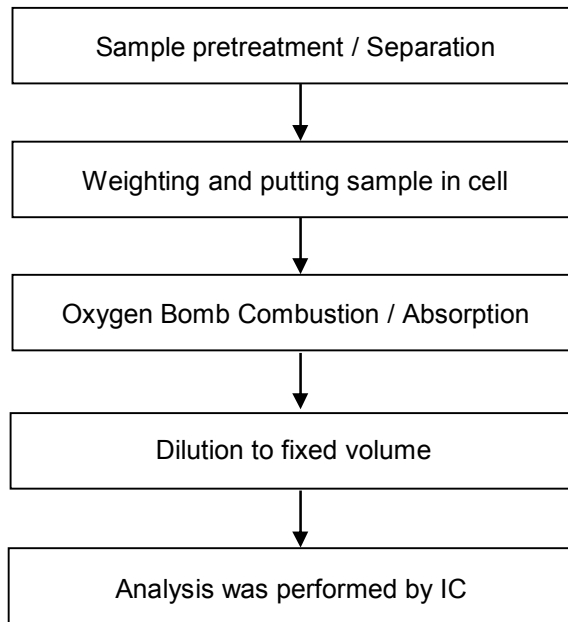 Sample pretreatment / Separation
Weighting and putting sample in cell
Oxygen Bomb Combustion / Absorption
Dilution to fixed volume
Analysis was performed by IC